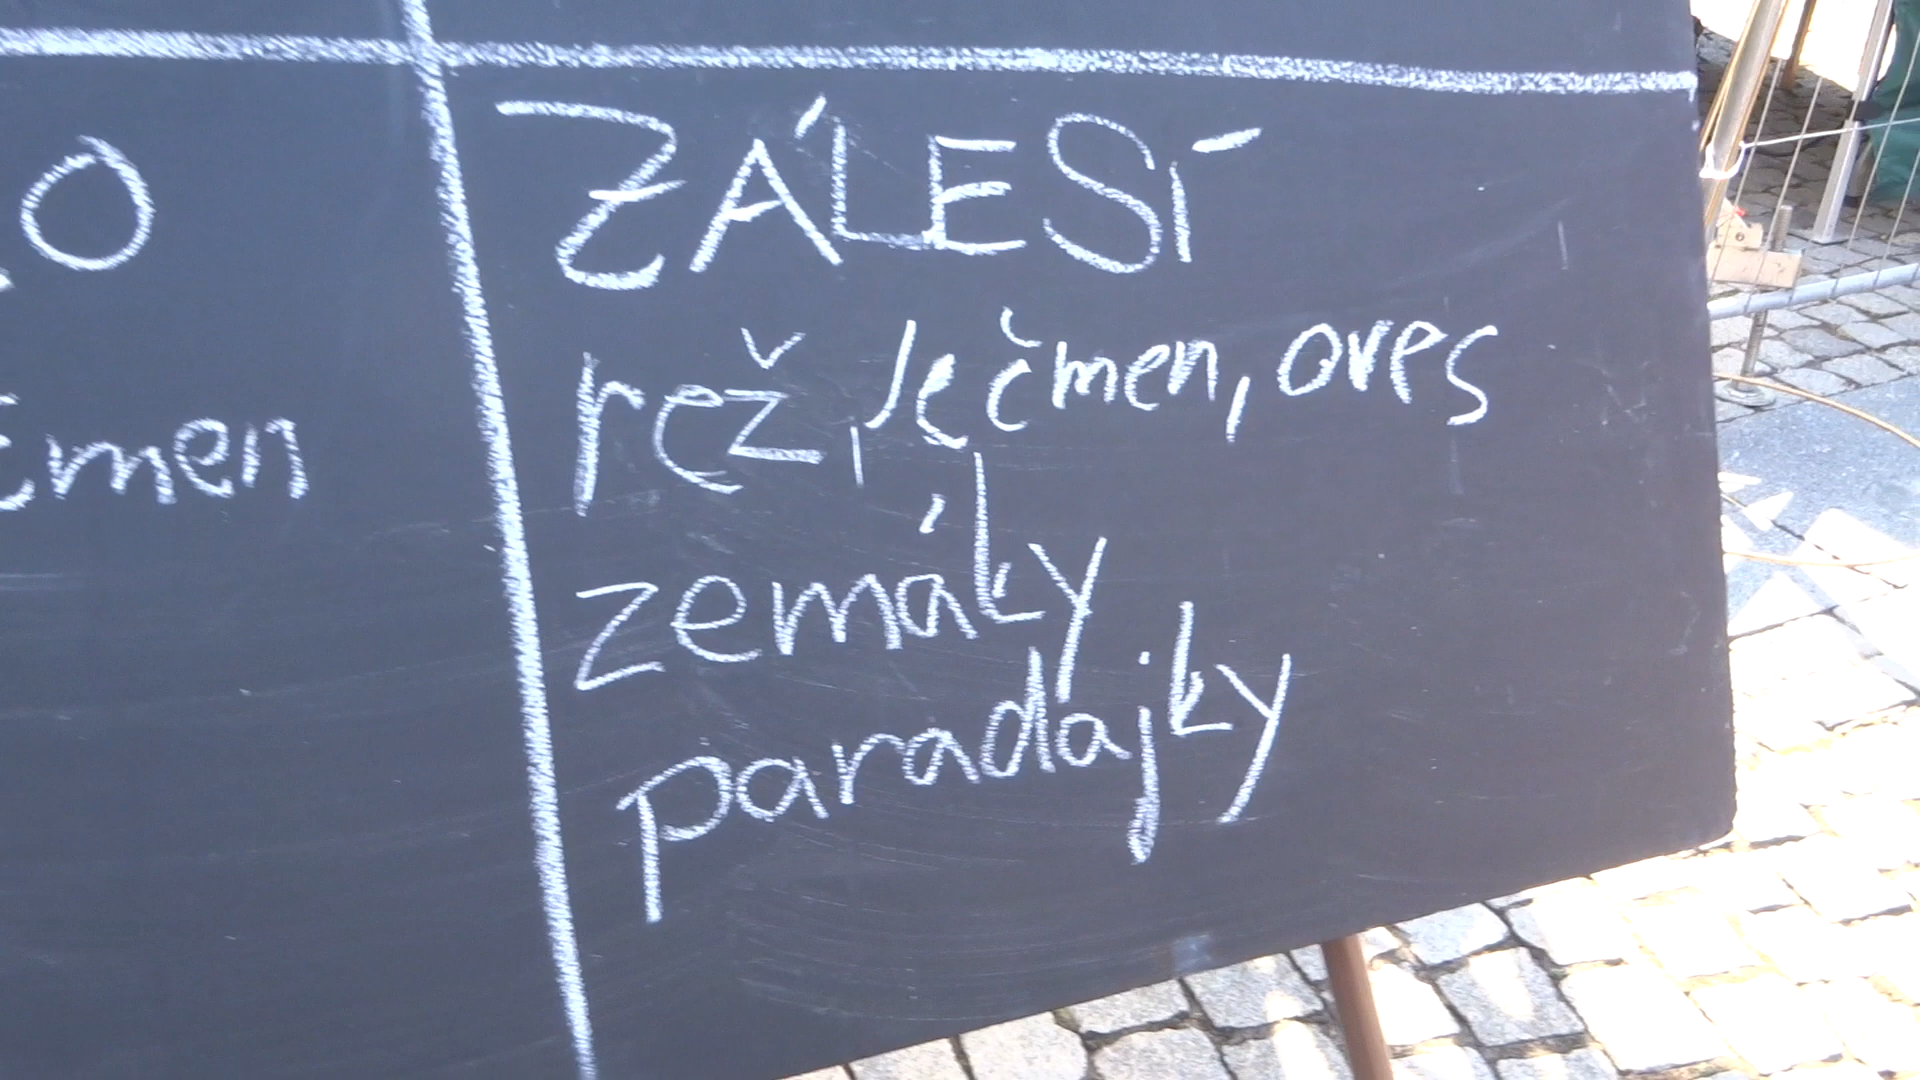 O
ZÁLESÍ
rež, Ječmen, oves
zemáky
paradajky